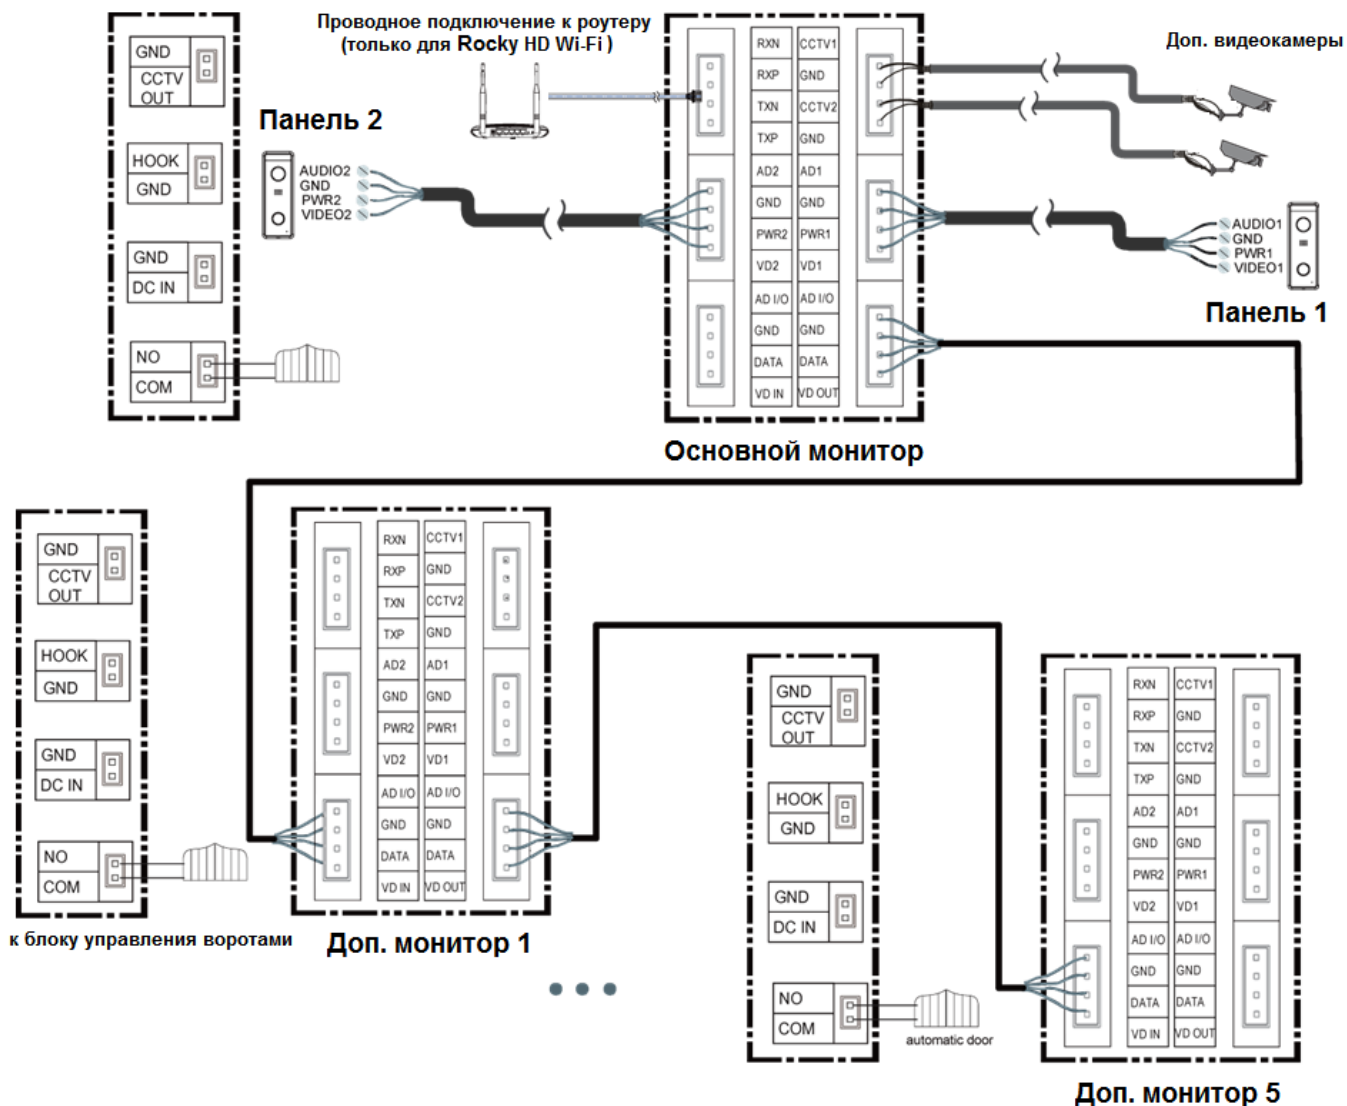 Проводное подключение к роутеру
(только для Rocky HD Wi-Fi )
Доп. видеокамеры
GND
CCTV
OUT
HOOK
GND
GND
DC IN
NO
COM
Панель 2
AUDIO2
GND
PWR2
VIDEO2
RXN CCTV1
RXP GND
TXN CCTV2
TXP GND
AD2 AD1
GND GND
PWR2 PWR1
VD2 VD1
AD I/O AD I/O
GND GND
DATA DATA
VD IN VD OUT
Основной монитор
AUDIO1
GND
PWR1
VIDEO1
Панель 1
GND
CCTV
OUT
HOOK
GND
GND
DC IN
NO
COM
к блоку управления воротами
RXN CCTV1
RXP GND
TXN CCTV2
TXP GND
AD2 AD1
GND GND
PWR2 PWR1
VD2 VD1
AD I/O AD I/O
GND GND
DATA DATA
VD IN VD OUT
Доп. монитор 1
GND
CCTV
OUT
HOOK
GND
GND
DC IN
NO
COM
automatic door
RXN CCTV1
RXP GND
TXN CCTV2
TXP GND
AD2 AD1
GND GND
PWR2 PWR1
VD2 VD1
AD I/O AD I/O
GND GND
DATA DATA
VD IN VD OUT
Доп. монитор 5